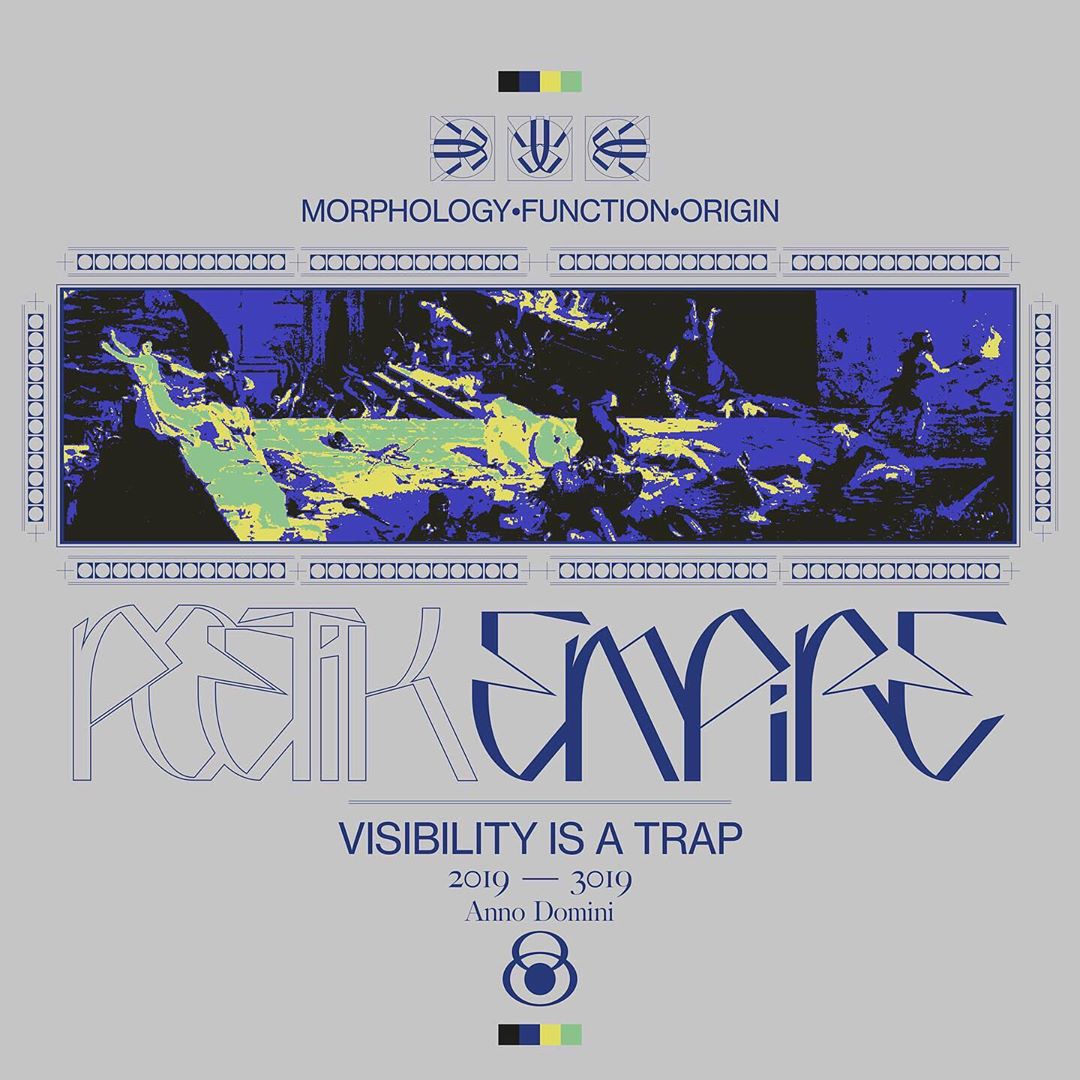 MORPHOLOGY•FUNCTION•ORIGIN
POETIK EMPIRE
VISIBILITY IS A TRAP
2019 — 3019
Anno Domini